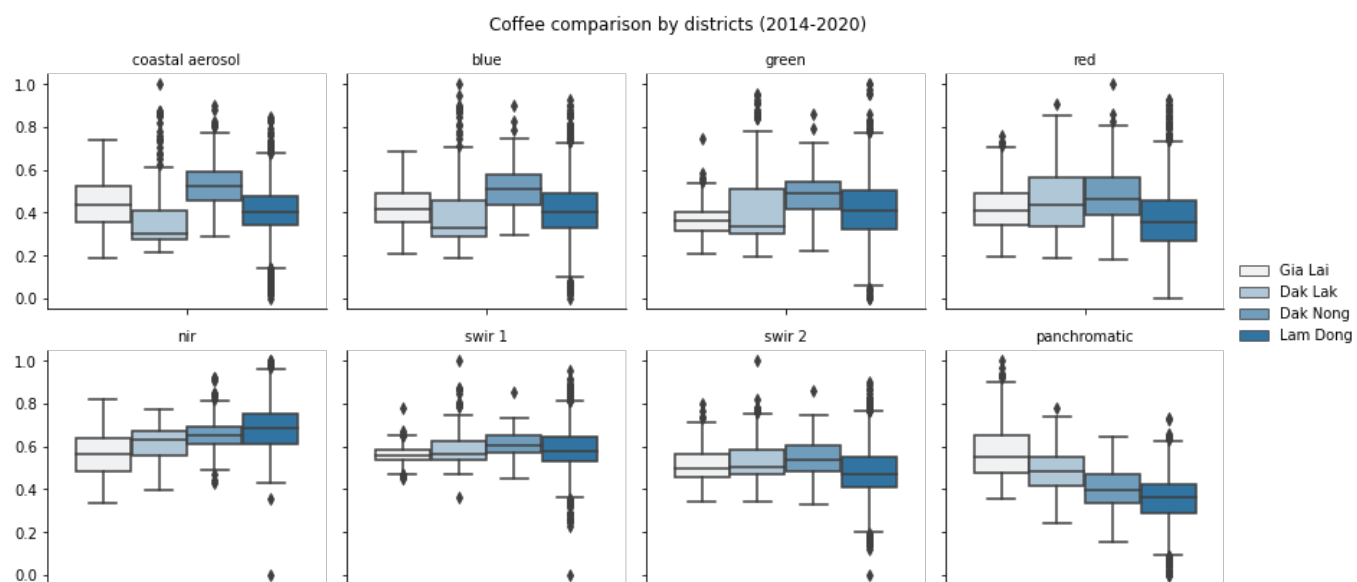 Coffee comparison by districts (2014-2020)
coastal aerosol
blue
green
red
1.0
0.8
0.6
0.4
0.2
0.0
Gia Lai
Dak Lak
Dak Nong
Lam Dong
nir
swir 1
swir 2
panchromatic
1.0
0.8
0.6
0.4
0.2
0.0